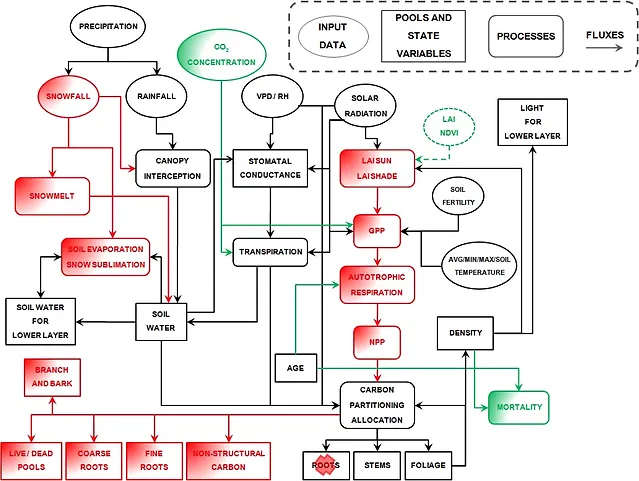 PRECIPITATION
CO2
CONCENTRATION
INPUT
DATA
POOLS AND
STATE
VARIABLES
PROCESSES
FLUXES
SNOWFALL
RAINFALL
VPD / RH
SOLAR
RADIATION
LAI
NDVI
LIGHT
FOR
LOWER LAYER
CANOPY
INTERCEPTION
STOMATAL
CONDUCTANCE
LAI SUN
LAI SHADE
SNOWMELT
SOIL
FERTILITY
GPP
SOIL EVAPORATION
SNOW SUBLIMATION
TRANSPIRATION
AVG/MIN/MAX/SOIL
TEMPERATURE
AUTOTROPHIC
RESPIRATION
SOIL WATER
FOR
LOWER LAYER
SOIL
WATER
NPP
DENSITY
AGE
BRANCH
AND BARK
CARBON
PARTITIONING
ALLOCATION
MORTALITY
LIVE / DEAD
POOLS
COARSE
ROOTS
FINE
ROOTS
NON-STRUCTURAL
CARBON
ROOTS
STEMS
FOLIAGE